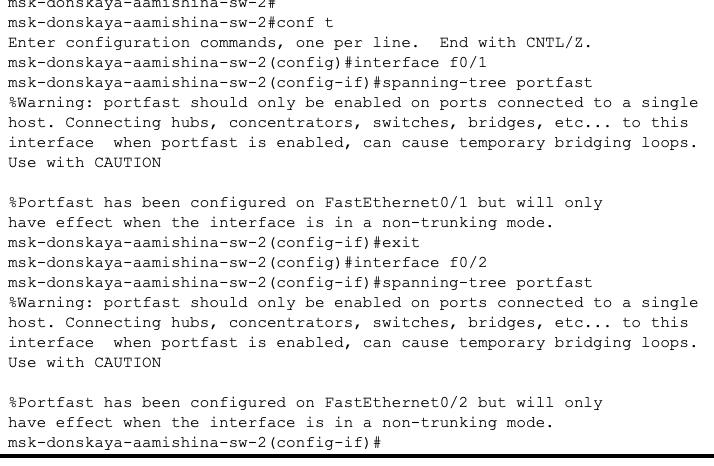 msk-donskaya-aamishina-sw-2#
msk-donskaya-aamishina-sw-2#conf t
Enter configuration commands, one per line.  End with CNTL/Z.
msk-donskaya-aamishina-sw-2(config)#interface f0/1
msk-donskaya-aamishina-sw-2(config-if)#spanning-tree portfast
%Warning: portfast should only be enabled on ports connected to a single
host. Connecting hubs, concentrators, switches, bridges, etc... to this
interface  when portfast is enabled, can cause temporary bridging loops.
Use with CAUTION

%Portfast has been configured on FastEthernet0/1 but will only
have effect when the interface is in a non-trunking mode.
msk-donskaya-aamishina-sw-2(config-if)#exit
msk-donskaya-aamishina-sw-2(config)#interface f0/2
msk-donskaya-aamishina-sw-2(config-if)#spanning-tree portfast
%Warning: portfast should only be enabled on ports connected to a single
host. Connecting hubs, concentrators, switches, bridges, etc... to this
interface  when portfast is enabled, can cause temporary bridging loops.
Use with CAUTION

%Portfast has been configured on FastEthernet0/2 but will only
have effect when the interface is in a non-trunking mode.
msk-donskaya-aamishina-sw-2(config-if)#